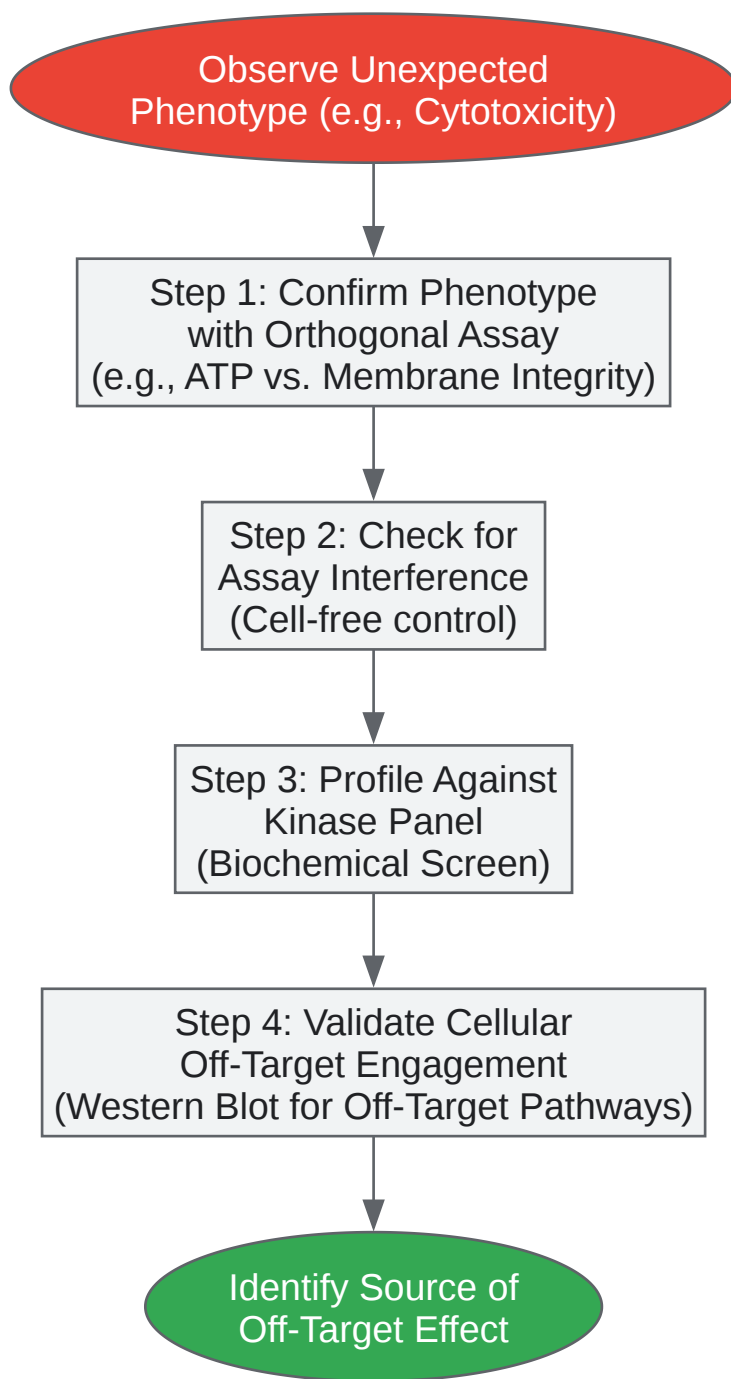 Observe Unexpected
Phenotype (e.g., Cytotoxicity)
Step 1: Confirm Phenotype
with Orthogonal Assay
(e.g., ATP vs. Membrane Integrity)
Step 2: Check for
Assay Interference
(Cell-free control)
Step 3: Profile Against
Kinase Panel
(Biochemical Screen)
Step 4: Validate Cellular
Off-Target Engagement
(Western Blot for Off-Target Pathways)
Identify Source of
Off-Target Effect